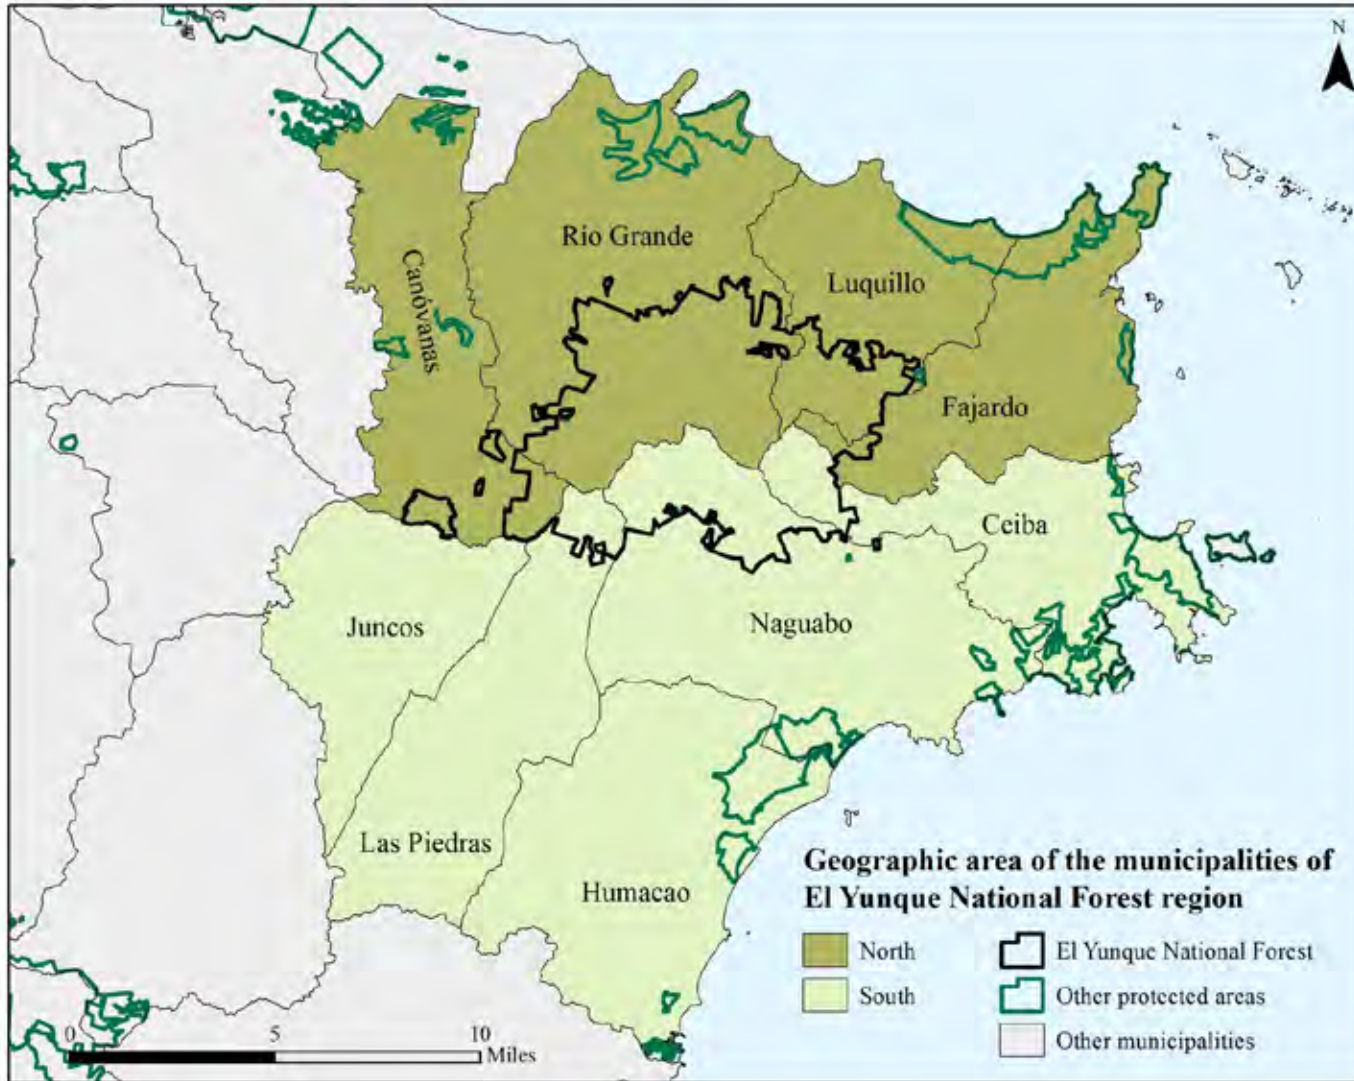 N
Río Grande
Canóvanas
Luquillo
Fajardo
Ceiba
Juncos
Naguabo
Las Piedras
Humacao
Geographic area of the municipalities of
El Yunque National Forest region
North
El Yunque National Forest
South
Other protected areas
Other municipalities
0 5 10
Miles